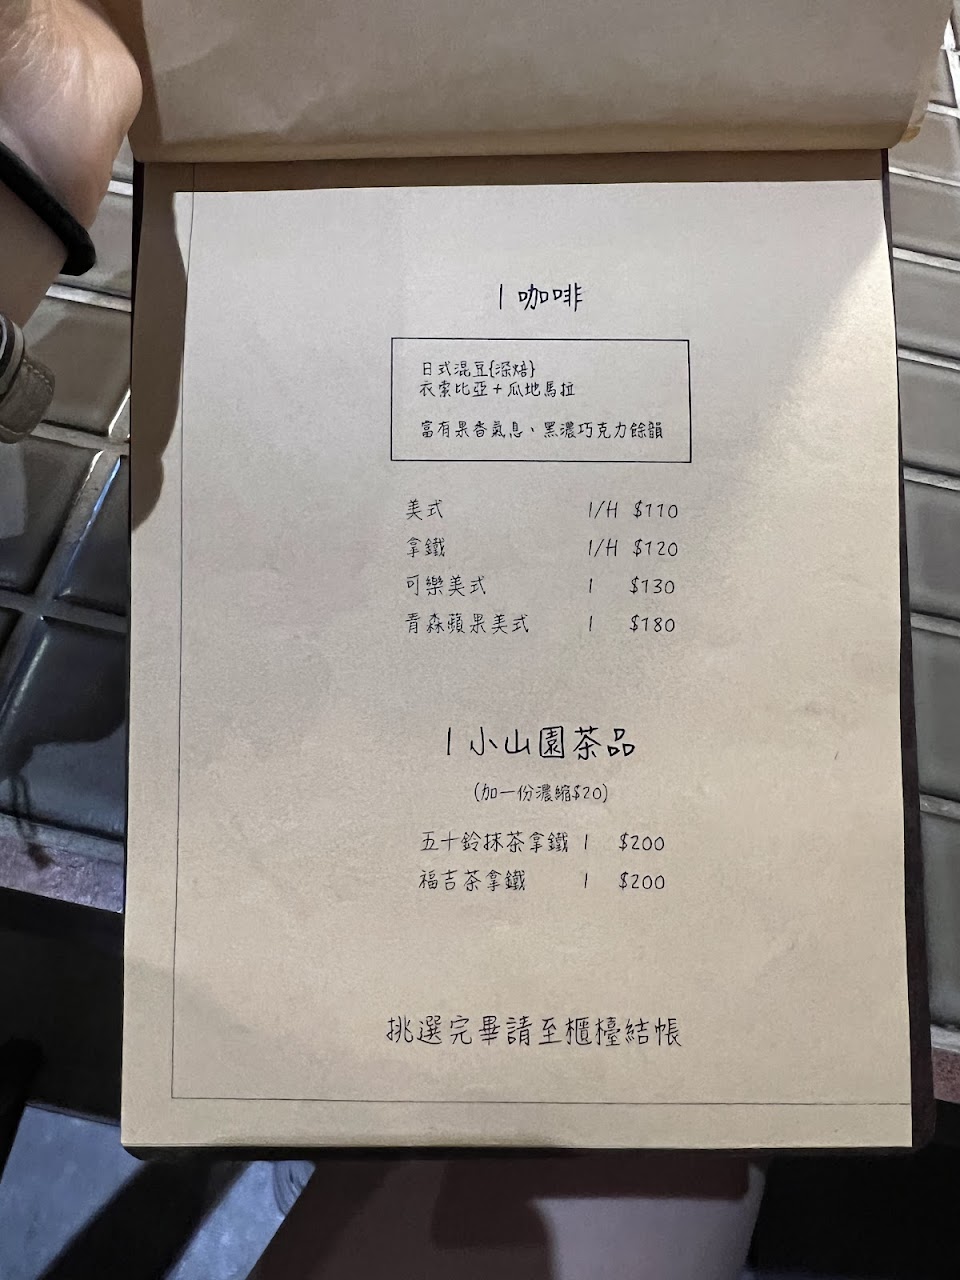 | 咖啡
日式混豆{深焙}
衣索比亞+瓜地馬拉
富有果香氣息、黑濃巧克力餘韻
美式 I/H $110
拿鐵 I/H $120
可樂美式 I $130
青森蘋果美式 I $180
| 小山園茶品
(加一份濃縮$20)
五十鈴抹茶拿鐵 I $200
福吉茶拿鐵 I $200
挑選完畢請至櫃檯結帳